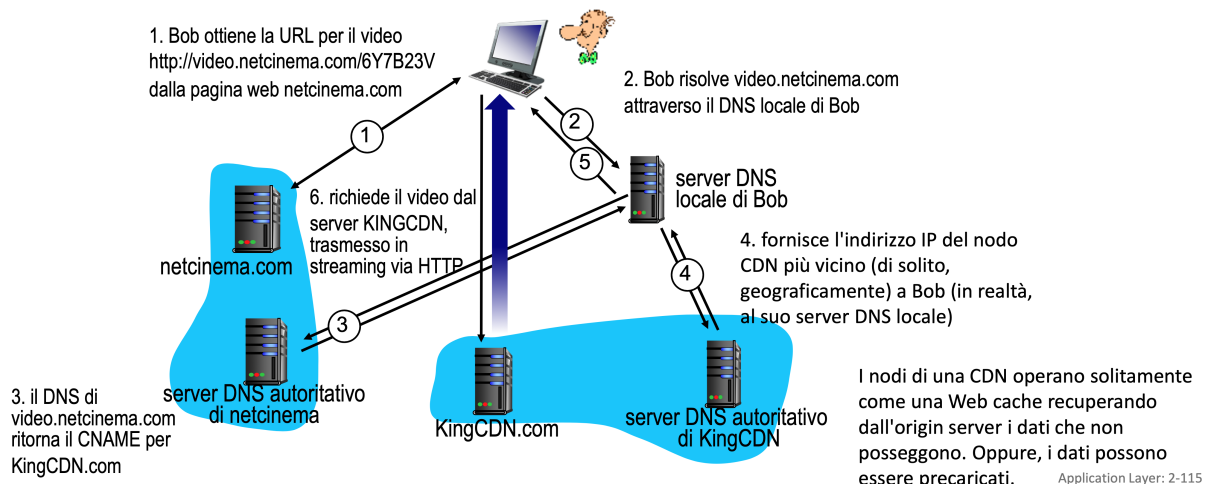 1. Bob ottiene la URL per il video
http://video.netcinema.com/6Y7B23V
dalla pagina web netcinema.com
2. Bob risolve video.netcinema.com
attraverso il DNS locale di Bob
1
2
5
server DNS
locale di Bob
6. richiede il video dal
server KINGCDN,
trasmesso in
streaming via HTTP
netcinema.com
4. fornisce l'indirizzo IP del nodo
CDN più vicino (di solito,
geograficamente) a Bob (in realtà,
al suo server DNS locale)
4
3
3. il DNS di
video.netcinema.com
ritorna il CNAME per
KingCDN.com
server DNS autoritativo
di netcinema
KingCDN.com
server DNS autoritativo
di KingCDN
I nodi di una CDN operano solitamente
come una Web cache recuperando
dall'origin server i dati che non
posseggono. Oppure, i dati possono
essere precaricati.
Application Layer: 2-115